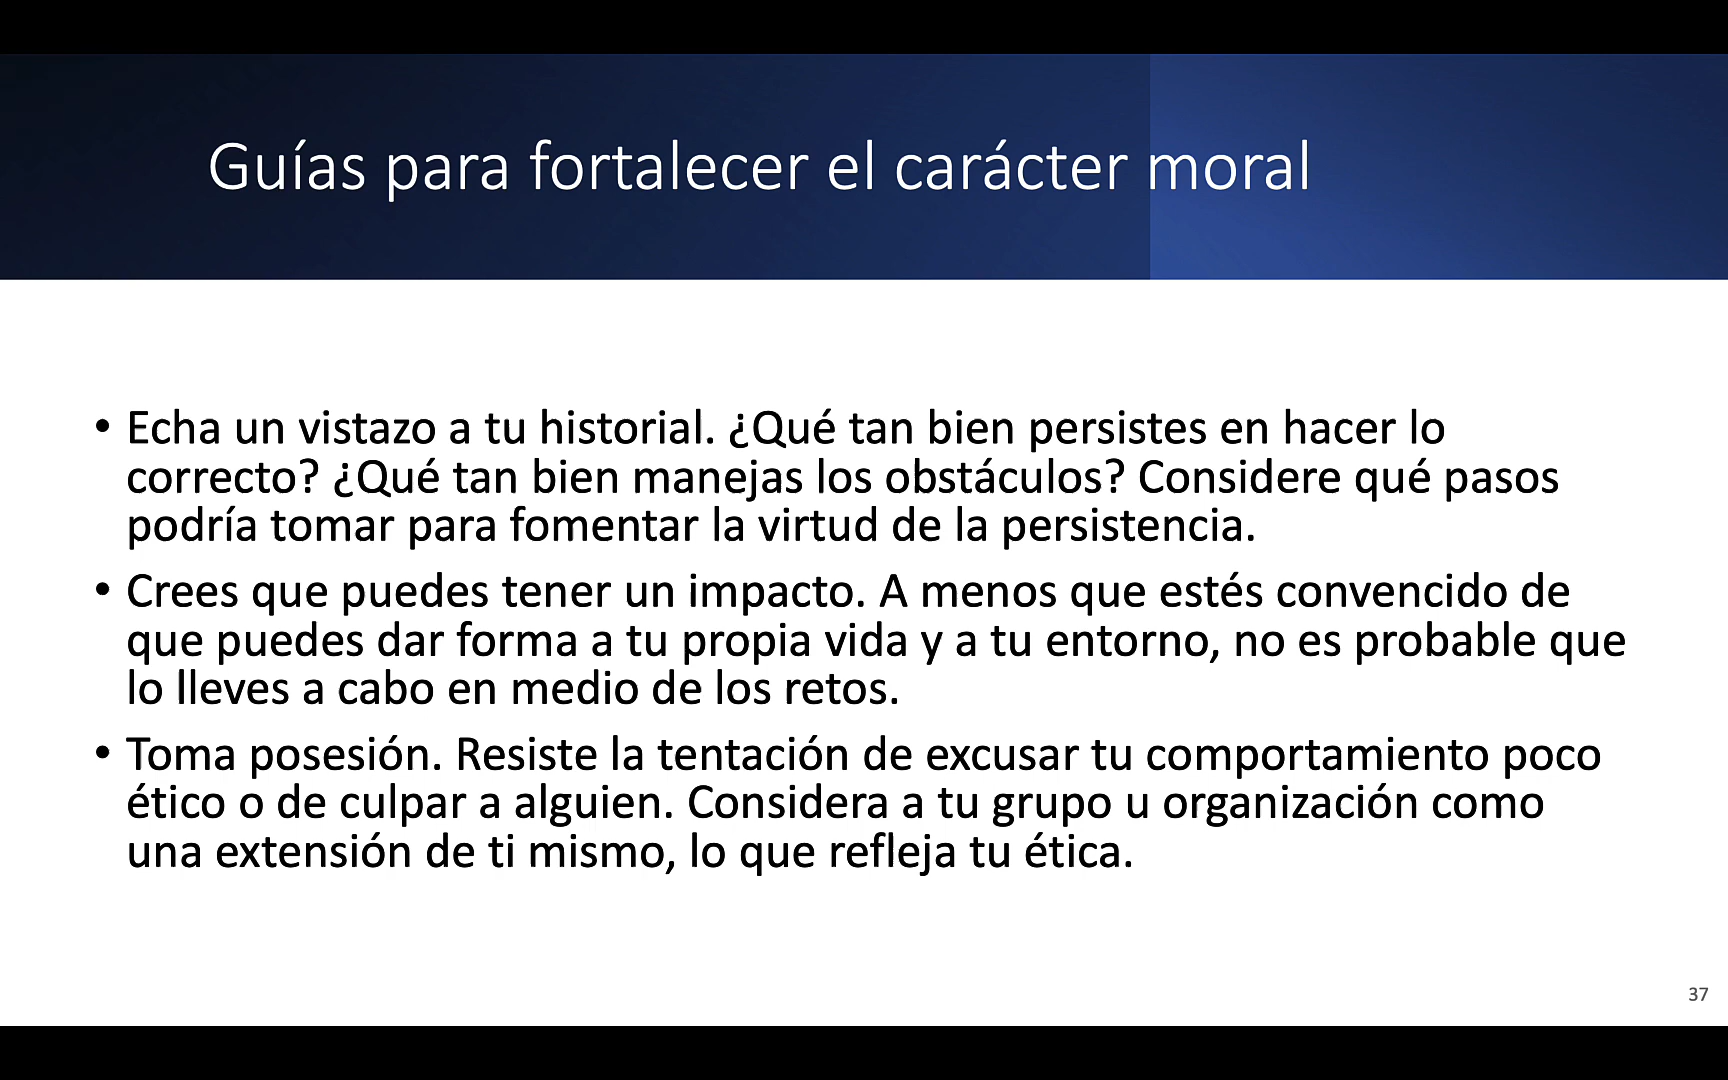 Guías para fortalecer el carácter moral
• Echa un vistazo a tu historial. ¿Qué tan bien persistes en hacer lo
correcto? ¿Qué tan bien manejas los obstáculos? Considere qué pasos
podría tomar para fomentar la virtud de la persistencia.
• Crees que puedes tener un impacto. A menos que estés convencido de
que puedes dar forma a tu propia vida y a tu entorno, no es probable que
lo lleves a cabo en medio de los retos.
• Toma posesión. Resiste la tentación de excusar tu comportamiento poco
ético o de culpar a alguien. Considera a tu grupo u organización como
una extensión de ti mismo, lo que refleja tu ética.
37